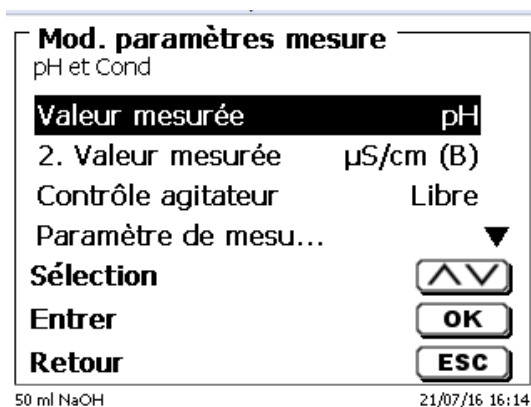 Mod. paramètres mesure
pH et Cond
Valeur mesurée pH
2. Valeur mesurée µS/cm (B)
Contrôle agitateur Libre
Paramètre de mesu... ▼
Sélection
Entrer OK
Retour ESC
50 ml NaOH 21/07/16 16:14